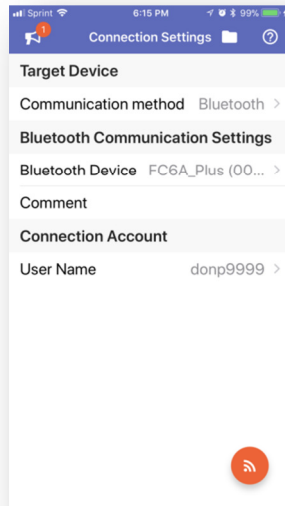 Sprint 6:15 PM 99%
1
Connection Settings
Target Device
Communication method Bluetooth >
Bluetooth Communication Settings
Bluetooth Device FC6A_Plus (00... >
Comment
Connection Account
User Name donp9999 >